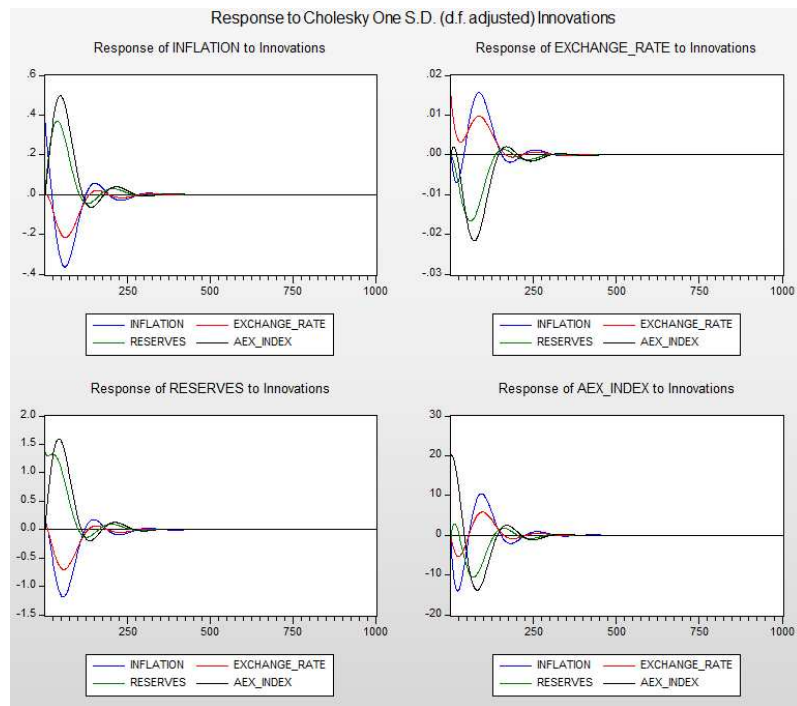 Response to Cholesky One S.D. (d.f. adjusted) Innovations
Response of INFLATION to Innovations
.6
.4
.2
.0
-.2
-.4
250 500 750 1000
INFLATION EXCHANGE_RATE
RESERVES AEX_INDEX
Response of EXCHANGE_RATE to Innovations
.02
.01
.00
-.01
-.02
-.03
250 500 750 1000
INFLATION EXCHANGE_RATE
RESERVES AEX_INDEX
Response of RESERVES to Innovations
2.0
1.5
1.0
0.5
0.0
-0.5
-1.0
-1.5
250 500 750 1000
INFLATION EXCHANGE_RATE
RESERVES AEX_INDEX
Response of AEX_INDEX to Innovations
30
20
10
0
-10
-20
250 500 750 1000
INFLATION EXCHANGE_RATE
RESERVES AEX_INDEX